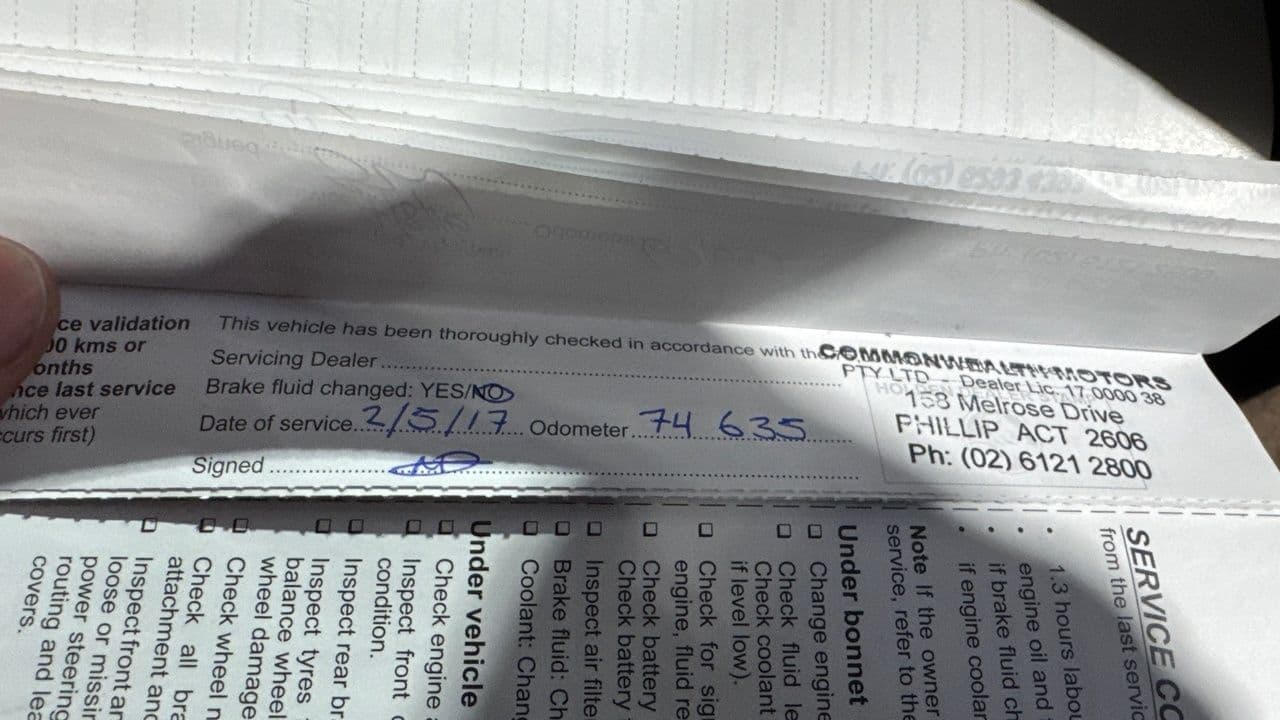 ce validation
00 kms or
onths
nce last service
which ever
curs first)
This vehicle has been thoroughly checked in accordance with th
Servicing Dealer
Brake fluid changed: YES/NO
Date of service 2/5/17 Odometer 74 635
Signed
COMMONWEALTH MOTORS
PTY LTD Dealer Lic. 17 0000 38
158 Melrose Drive
PHILLIP ACT 2606
Ph: (02) 6121 2800
SERVICE CO
from the last servic
• 1.3 hours labou
• engine oil and
• if brake fluid ch
• if engine coolan
Note If the owner
service, refer to the
Under bonnet
Change engine
Check fluid le
Check coolant
if level low).
Check for sig
engine, fluid re
Check battery
Check battery
Inspect air filte
Brake fluid: Ch
Coolant: Chan
Under vehicle
Check engine
Inspect front
condition.
Inspect rear br
Inspect tyres
balance wheel
wheel damage
Check wheel n
Check all bra
attachment and
Inspect front an
loose or missin
power steering
routing and lea
covers.